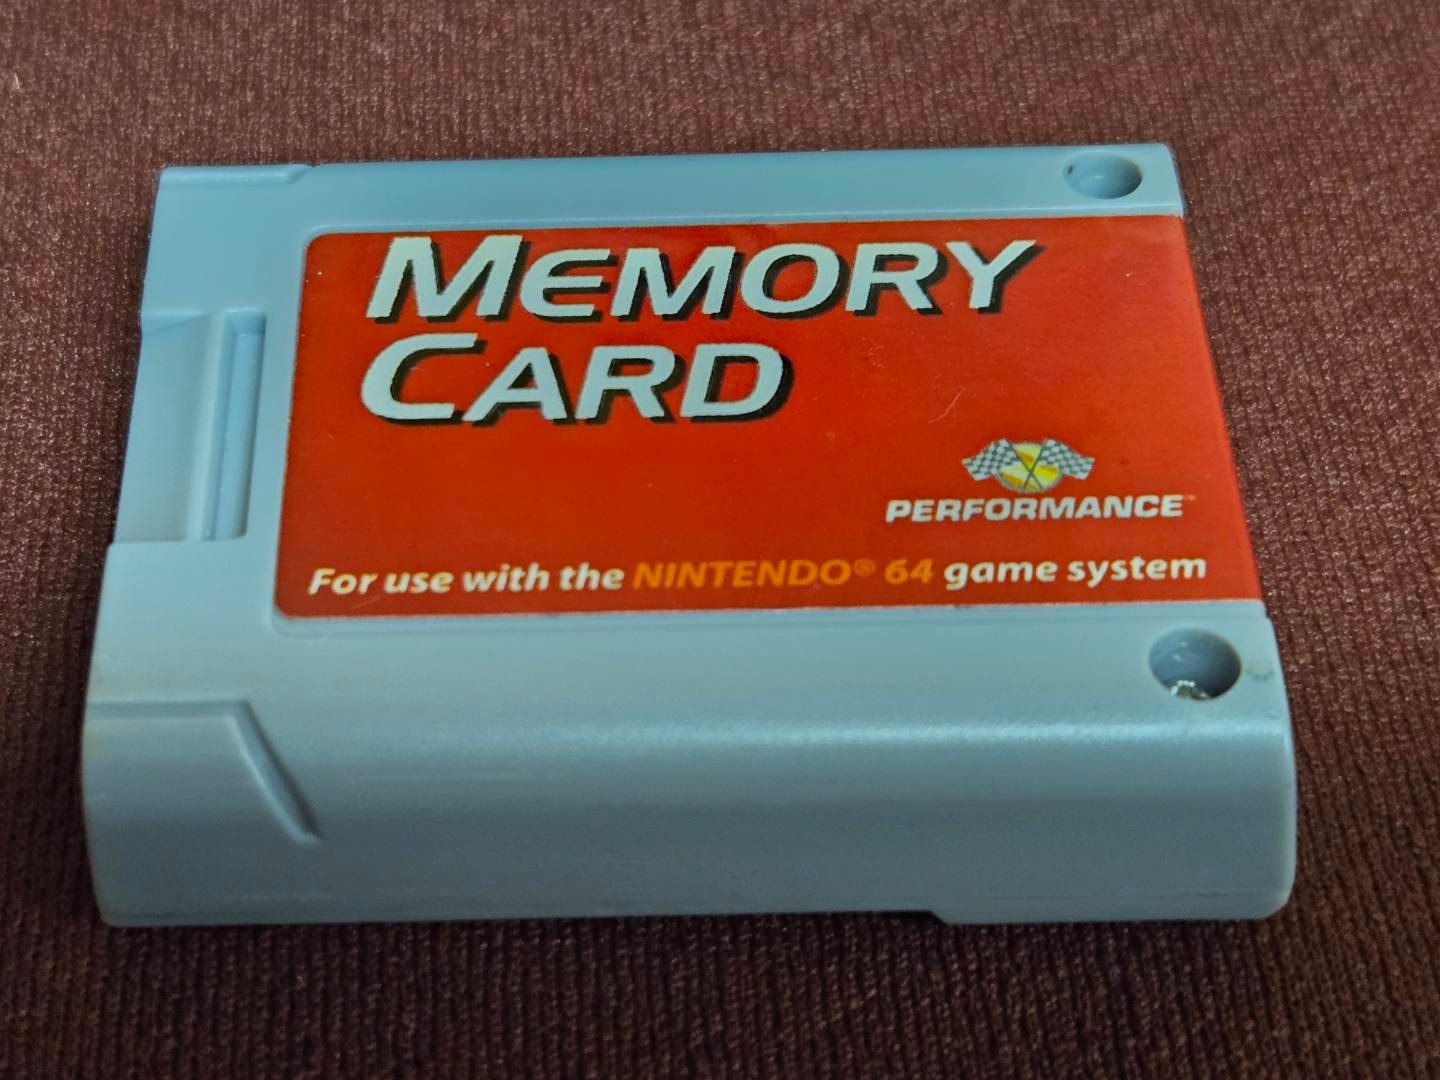 MEMORY
CARD
PERFORMANCE™
For use with the NINTENDO® 64 game system